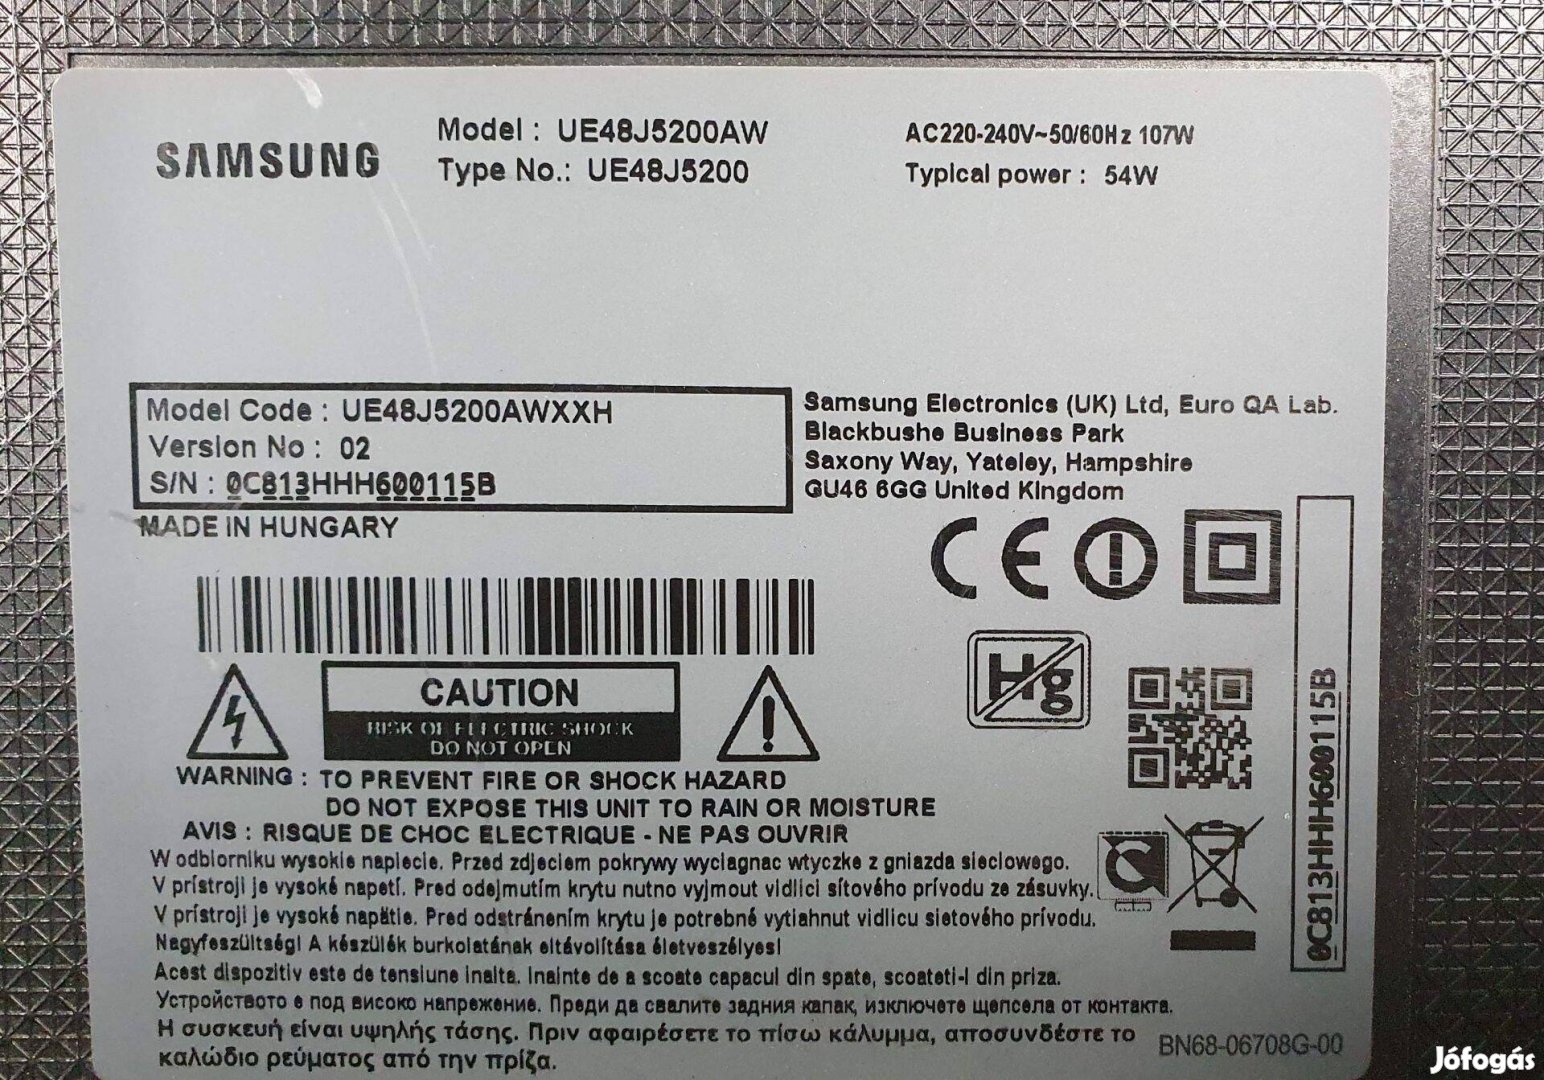 SAMSUNG
Model : UE48J5200AW
Type No.: UE48J5200
AC220-240V~50/60Hz 107W
Typical power : 54W
Model Code : UE48J5200AWXXH
Version No : 02
S/N : 0C813HHH600115B
MADE IN HUNGARY
Samsung Electronics (UK) Ltd, Euro QA Lab.
Blackbushe Business Park
Saxony Way, Yateley, Hampshire
GU46 6GG United Kingdom
CE
Hg
0C813HHH600115B
CAUTION
RISK OF ELECTRIC SHOCK
DO NOT OPEN
WARNING : TO PREVENT FIRE OR SHOCK HAZARD
DO NOT EXPOSE THIS UNIT TO RAIN OR MOISTURE
AVIS : RISQUE DE CHOC ELECTRIQUE - NE PAS OUVRIR
W odbiorniku wysokie napiecie. Przed zdjeciem pokrywy wyciagnac wtyczke z gniazda sieciowego.
V prístroji je vysoké napetí. Pred odejmutím krytu nutno vyjmout vidlici sítového prívodu ze zásuvky.
V prístroji je vysoké napätie. Pred odstránením krytu je potrebné vytiahnut vidlicu sietového prívodu.
Nagyfeszültség! A készülék burkolatának eltávolítása életveszélyes!
Acest dispozitiv este de tensiune inalta. Inainte de a scoate capacul din spate, scoateti-l din priza.
Устройството е под високо напрежение. Преди да свалите задния капак, изключете щепсела от контакта.
Η συσκευή είναι υψηλής τάσης. Πριν αφαιρέσετε το πίσω κάλυμμα, αποσυνδέστε το
καλώδιο ρεύματος από την πρίζα.
BN68-06708G-00
Jófogás